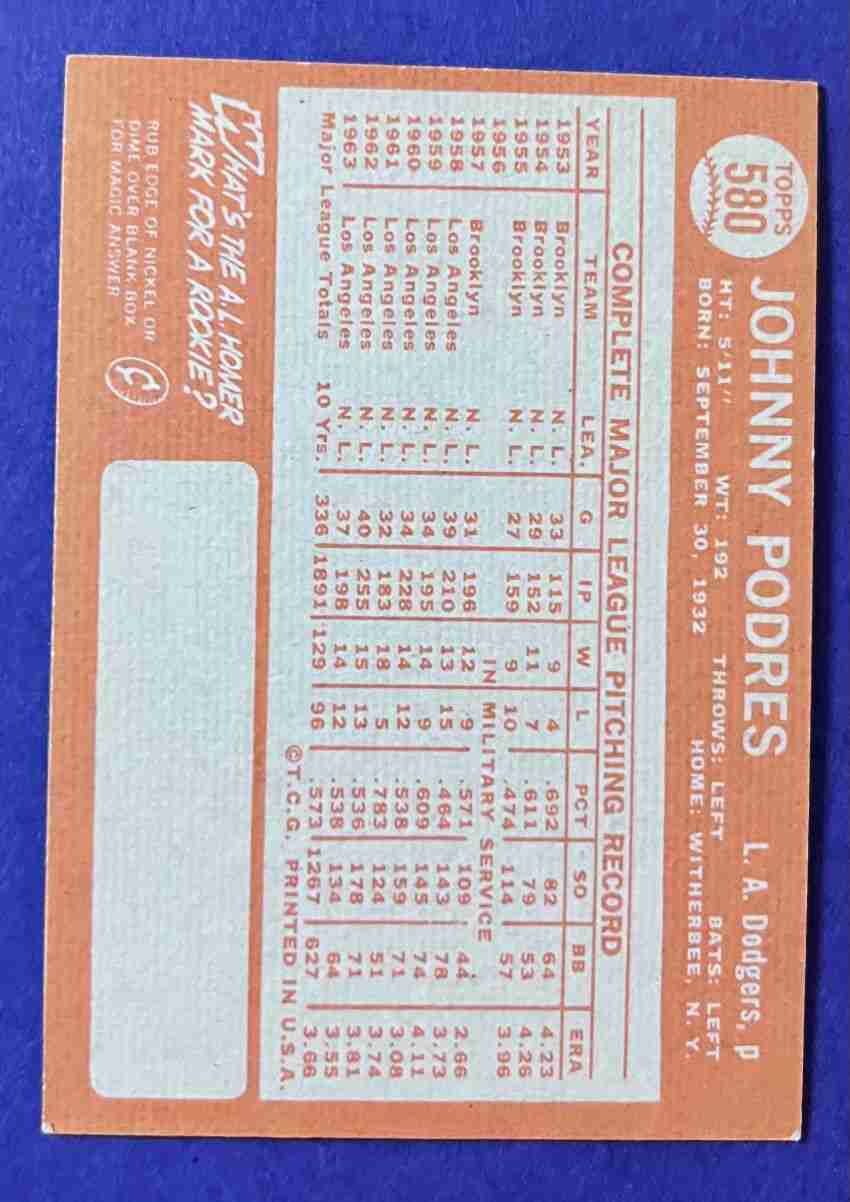 TOPPS
580
JOHNNY PODRES L. A. Dodgers, p
HT: 5'11" WT: 192 THROWS: LEFT BATS: LEFT
BORN: SEPTEMBER 30, 1932 HOME: WITHERBEE, N. Y.
COMPLETE MAJOR LEAGUE PITCHING RECORD
YEAR TEAM LEA. G IP W L PCT SO BB ERA
1953 Brooklyn N. L. 33 115 9 4 .692 82 64 4.23
1954 Brooklyn N. L. 29 152 11 7 .611 79 53 4.26
1955 Brooklyn N. L. 27 159 9 10 .474 114 57 3.96
1956 IN MILITARY SERVICE
1957 Brooklyn N. L. 31 196 12 9 .571 109 44 2.66
1958 Los Angeles N. L. 39 210 13 15 .464 143 78 3.73
1959 Los Angeles N. L. 34 195 14 9 .609 145 74 4.11
1960 Los Angeles N. L. 34 228 14 12 .538 159 71 3.08
1961 Los Angeles N. L. 32 183 18 5 .783 124 51 3.74
1962 Los Angeles N. L. 40 255 15 13 .536 178 71 3.81
1963 Los Angeles N. L. 37 198 14 12 .538 134 64 3.55
Major League Totals 10 Yrs. 336 1891 129 96 .573 1267 627 3.66
©T.C.G. PRINTED IN U.S.A.
WHAT'S THE A.L. HOMER
MARK FOR A ROOKIE?
RUB EDGE OF NICKEL OR
DIME OVER BLANK BOX
FOR MAGIC ANSWER